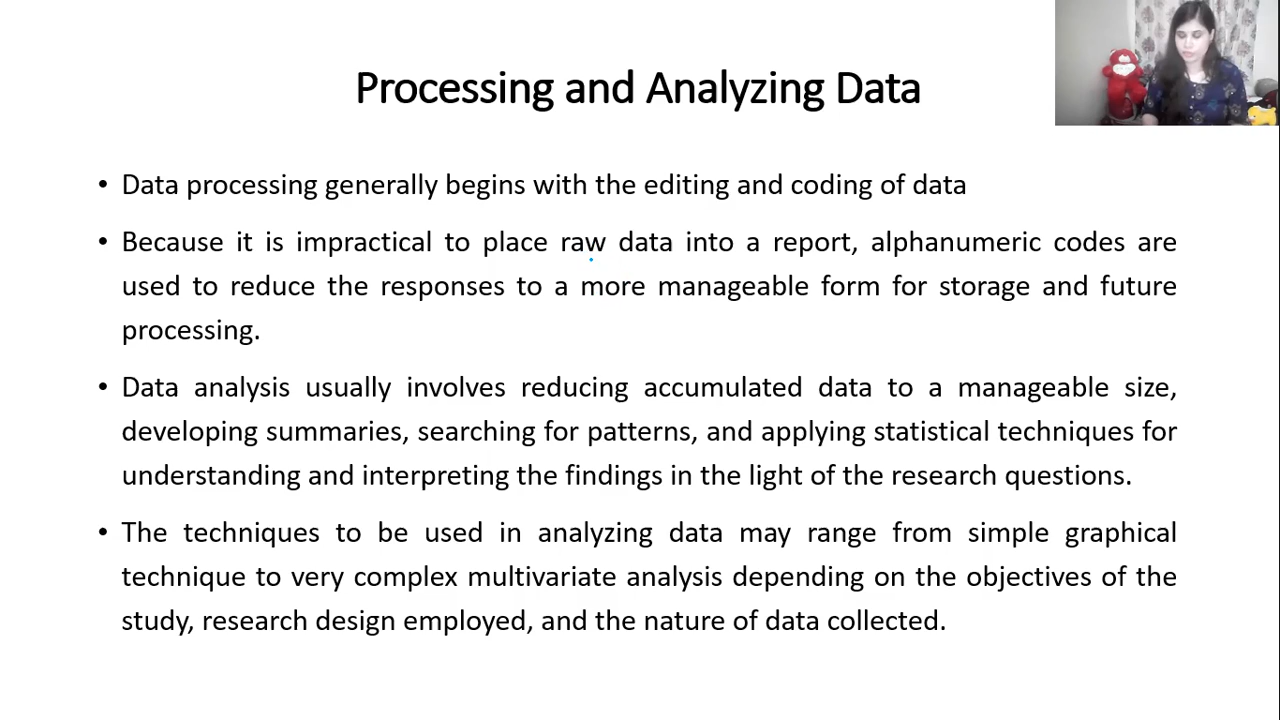 Processing and Analyzing Data
• Data processing generally begins with the editing and coding of data
• Because it is impractical to place raw data into a report, alphanumeric codes are
used to reduce the responses to a more manageable form for storage and future
processing.
• Data analysis usually involves reducing accumulated data to a manageable size,
developing summaries, searching for patterns, and applying statistical techniques for
understanding and interpreting the findings in the light of the research questions.
• The techniques to be used in analyzing data may range from simple graphical
technique to very complex multivariate analysis depending on the objectives of the
study, research design employed, and the nature of data collected.